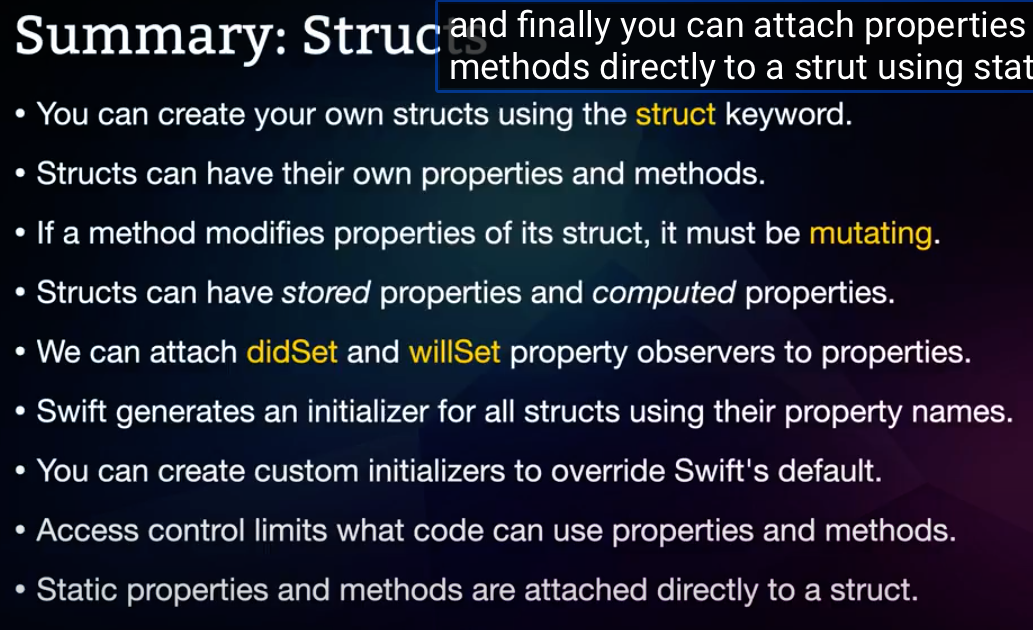 Summary: Structs
and finally you can attach properties
methods directly to a strut using stat
• You can create your own structs using the struct keyword.
• Structs can have their own properties and methods.
• If a method modifies properties of its struct, it must be mutating.
• Structs can have stored properties and computed properties.
• We can attach didSet and willSet property observers to properties.
• Swift generates an initializer for all structs using their property names.
• You can create custom initializers to override Swift's default.
• Access control limits what code can use properties and methods.
• Static properties and methods are attached directly to a struct.